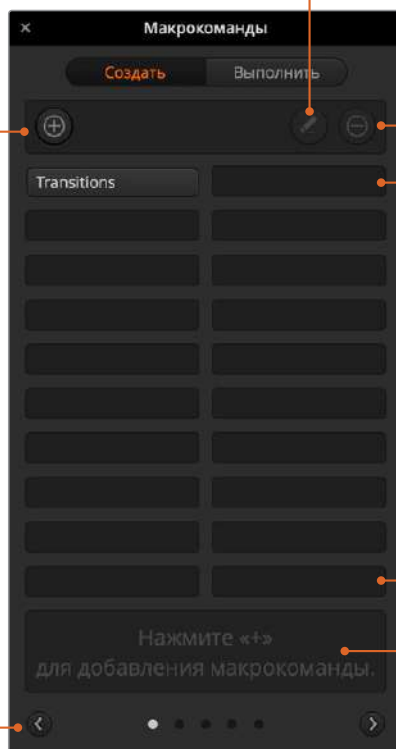 Макрокоманды
Создать Выполнить
Transitions
Нажмите «+»
для добавления макрокоманды.